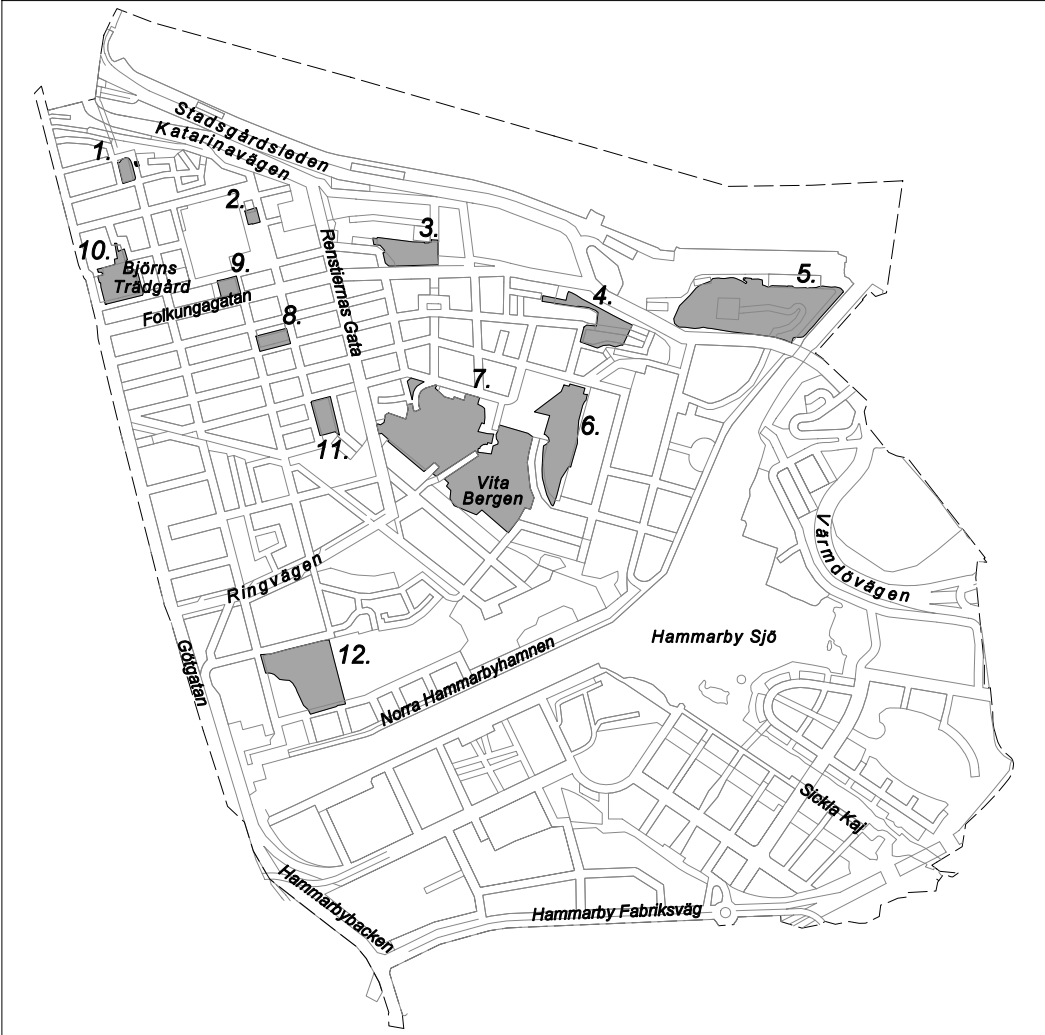 Stadsgårdsleden
Katarinavägen
1.
2.
3.
Renstiernas Gata
10.
Björns
Trädgård
9.
Folkungagatan
8.
4.
5.
7.
6.
11.
Vita
Bergen
Värmdövägen
Ringvägen
12.
Götgatan
Hammarby Sjö
Norra Hammarbyhamnen
Sickla Kaj
Hammarbybacken
Hammarby Fabriksväg